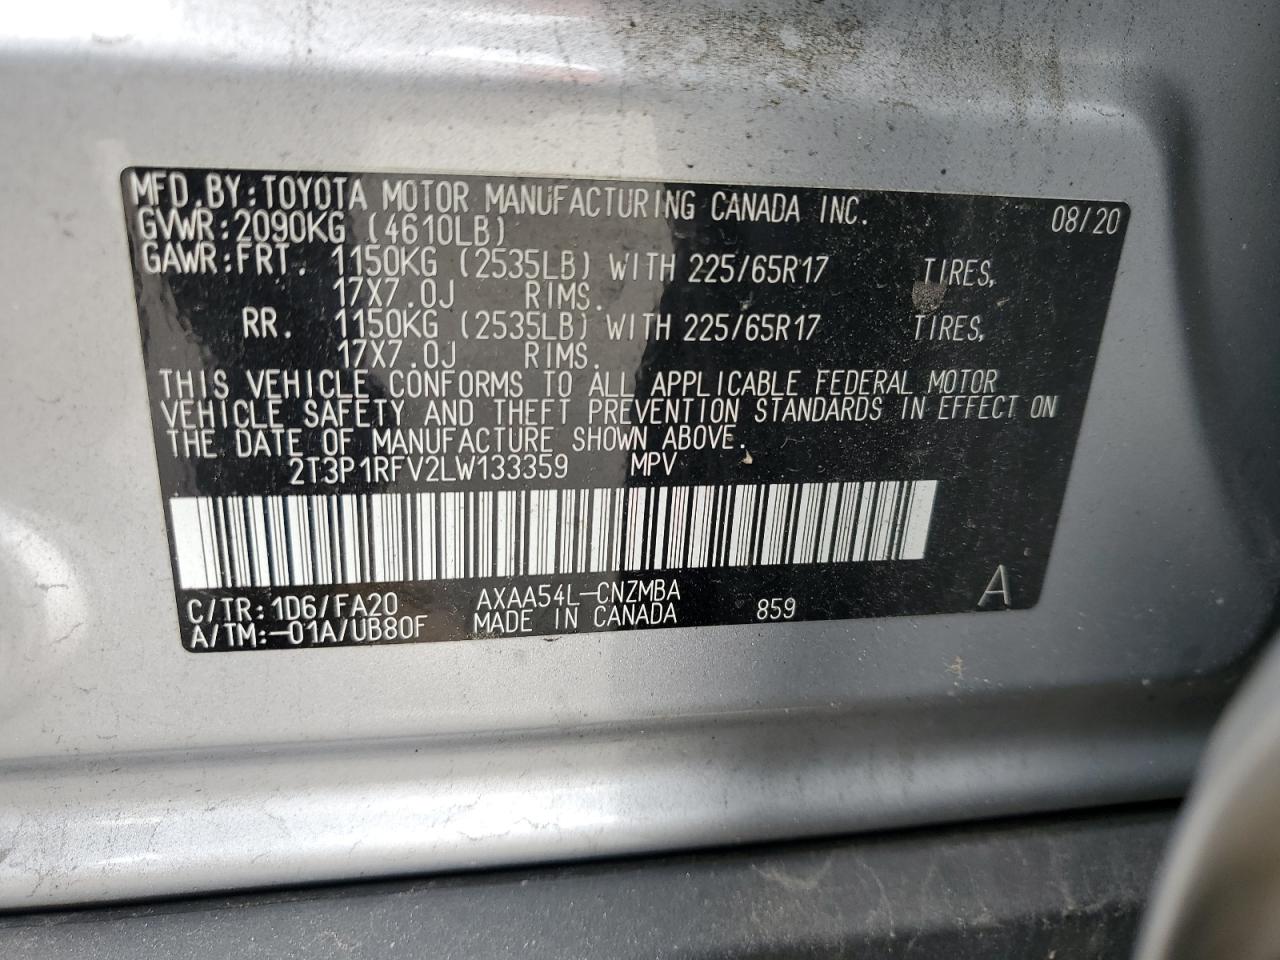 MFD.BY:TOYOTA MOTOR MANUFACTURING CANADA INC. 08/20
GVWR:2090KG (4610LB)
GAWR:FRT. 1150KG (2535LB) WITH 225/65R17 TIRES,
17X7.0J RIMS.
RR. 1150KG (2535LB) WITH 225/65R17 TIRES,
17X7.0J RIMS.
THIS VEHICLE CONFORMS TO ALL APPLICABLE FEDERAL MOTOR
VEHICLE SAFETY AND THEFT PREVENTION STANDARDS IN EFFECT ON
THE DATE OF MANUFACTURE SHOWN ABOVE.
2T3P1RFV2LW133359 MPV
C/TR:1D6/FA20 AXAA54L-CNZMBA A
A/TM:-01A/UB80F MADE IN CANADA 859